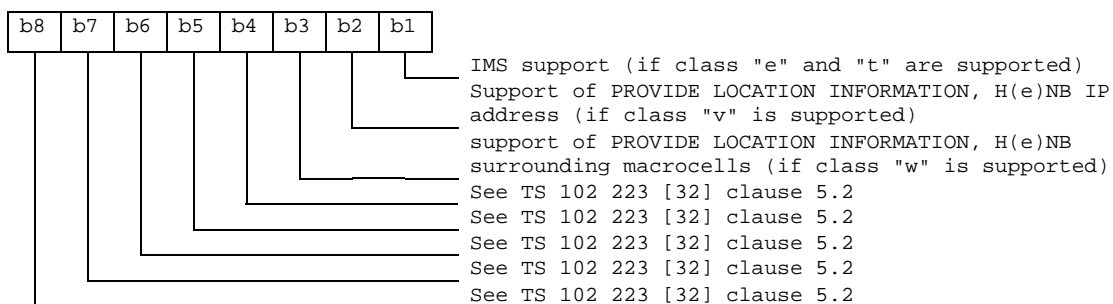 b8 b7 b6 b5 b4 b3 b2 b1
IMS support (if class "e" and "t" are supported)
Support of PROVIDE LOCATION INFORMATION, H(e)NB IP
address (if class "v" is supported)
support of PROVIDE LOCATION INFORMATION, H(e)NB
surrounding macrocells (if class "w" is supported)
See TS 102 223 [32] clause 5.2
See TS 102 223 [32] clause 5.2
See TS 102 223 [32] clause 5.2
See TS 102 223 [32] clause 5.2
See TS 102 223 [32] clause 5.2